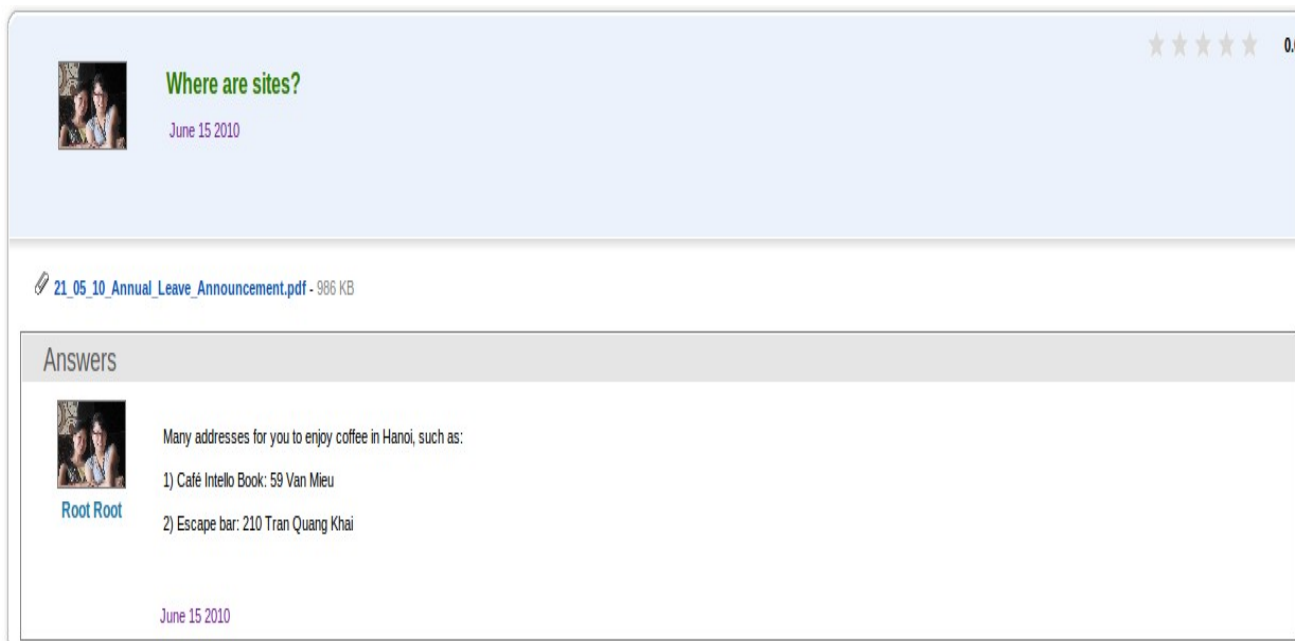 Where are sites?
June 15 2010
21_05_10_Annual_Leave_Announcement.pdf - 986 KB
Answers
Many addresses for you to enjoy coffee in Hanoi, such as:
1) Café Intello Book: 59 Van Mieu
Root Root
2) Escape bar: 210 Tran Quang Khai
June 15 2010